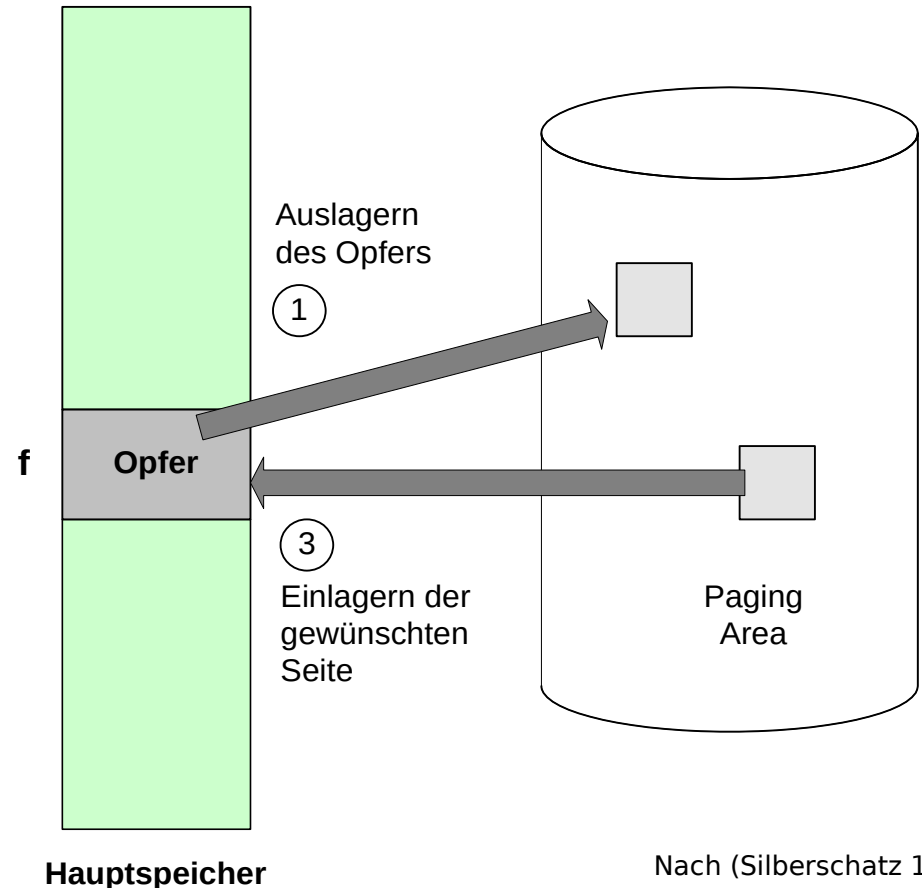 Auslagern
des Opfers
1
f
Opfer
3
Einlagern der
gewünschten
Seite
Paging
Area
Hauptspeicher
Nach (Silberschatz 1